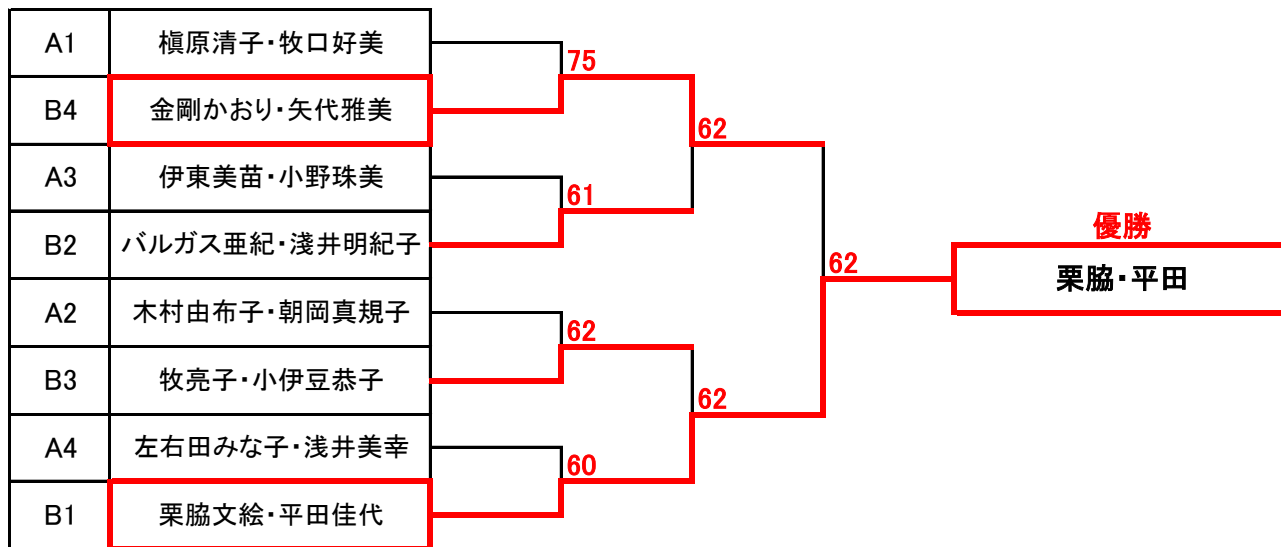 A1 槇原清子・牧口好美
75
B4 金剛かおり・矢代雅美
62
A3 伊東美苗・小野珠美
61
B2 バルガス亜紀・淺井明紀子
優勝
62
栗脇・平田
A2 木村由布子・朝岡真規子
62
B3 牧亮子・小伊豆恭子
62
A4 左右田みな子・浅井美幸
60
B1 栗脇文絵・平田佳代